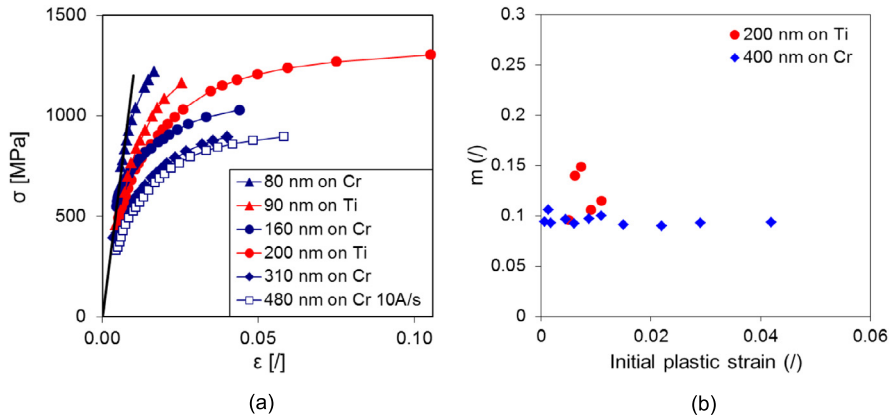 1500
1000
500
0
σ [MPa]
0.00
0.05
0.10
ε [/]
80 nm on Cr
90 nm on Ti
160 nm on Cr
200 nm on Ti
310 nm on Cr
480 nm on Cr 10A/s
(a)
0.3
0.25
0.2
0.15
0.1
0.05
0
m (/)
0
0.02
0.04
0.06
Initial plastic strain (/)
200 nm on Ti
400 nm on Cr
(b)